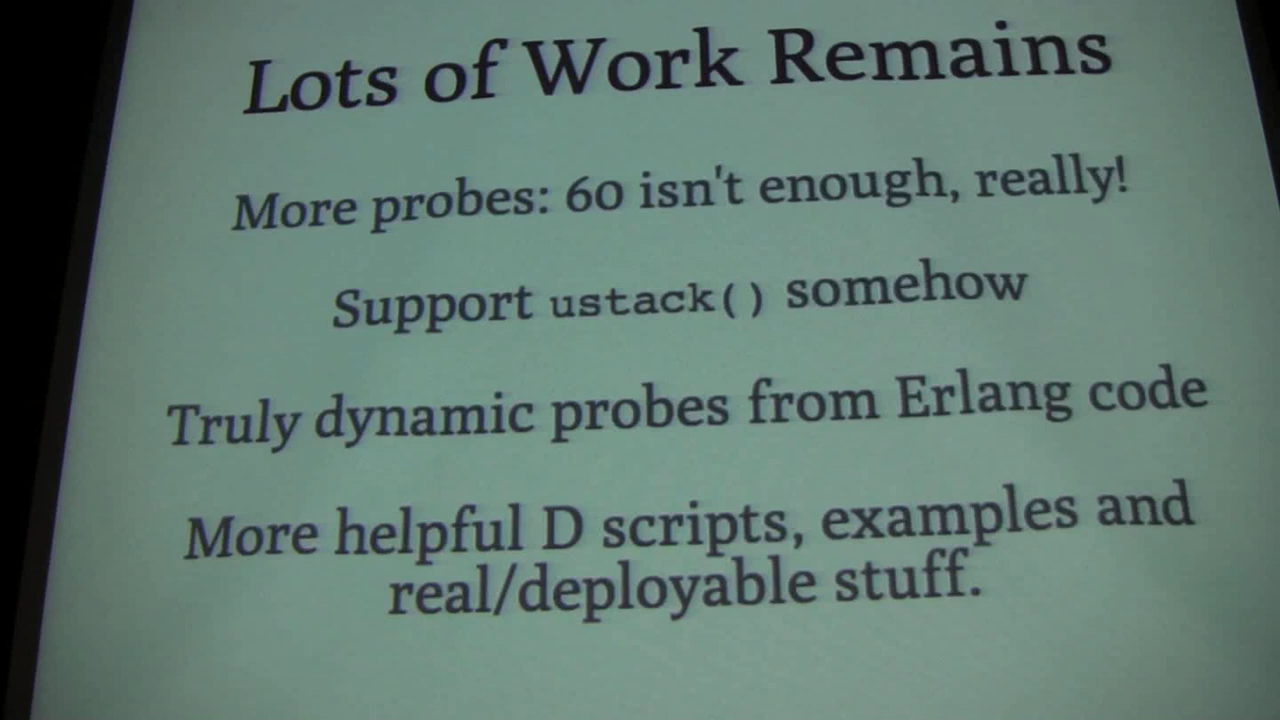 Lots of Work Remains
More probes: 60 isn't enough, really!
Support ustack() somehow
Truly dynamic probes from Erlang code
More helpful D scripts, examples and
real/deployable stuff.